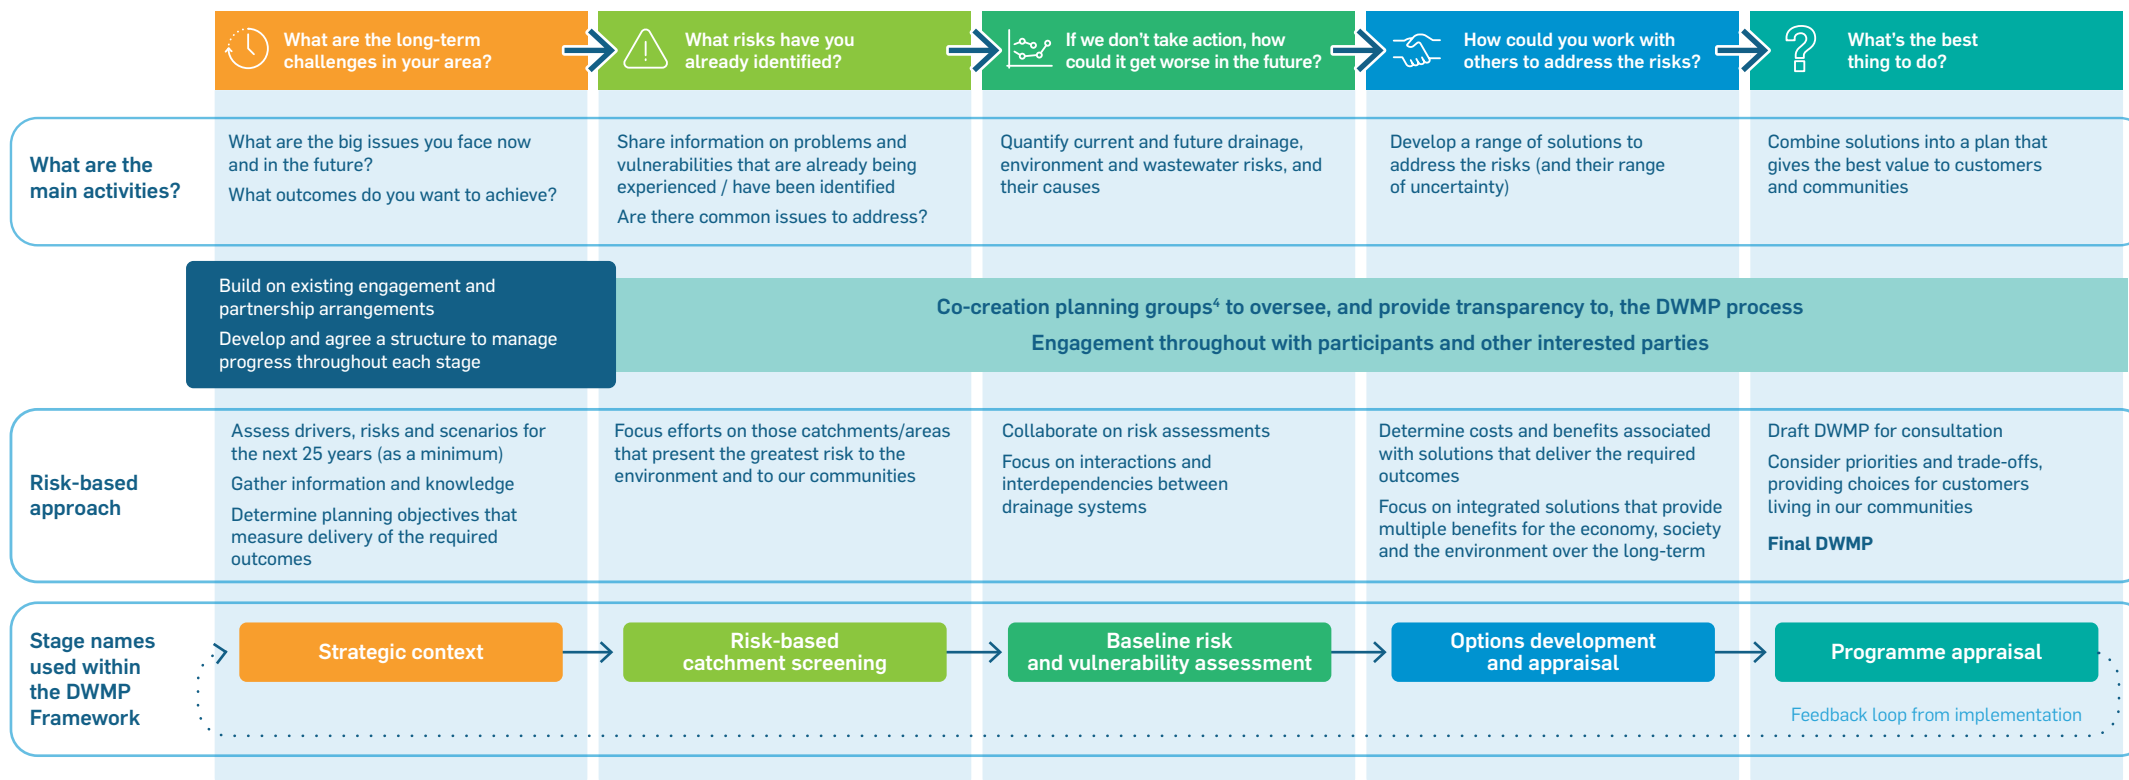 What are the long-term
challenges in your area?
What risks have you
already identified?
If we don't take action, how
could it get worse in the future?
How could you work with
others to address the risks?
What's the best
thing to do?
What are the
main activities?
What are the big issues you face now
and in the future?
What outcomes do you want to achieve?
Share information on problems and
vulnerabilities that are already being
experienced / have been identified
Are there common issues to address?
Quantify current and future drainage,
environment and wastewater risks, and
their causes
Develop a range of solutions to
address the risks (and their range
of uncertainty)
Combine solutions into a plan that
gives the best value to customers
and communities
Build on existing engagement and
partnership arrangements
Develop and agree a structure to manage
progress throughout each stage
Co-creation planning groups⁴ to oversee, and provide transparency to, the DWMP process
Engagement throughout with participants and other interested parties
Risk-based
approach
Assess drivers, risks and scenarios for
the next 25 years (as a minimum)
Gather information and knowledge
Determine planning objectives that
measure delivery of the required
outcomes
Focus efforts on those catchments/areas
that present the greatest risk to the
environment and to our communities
Collaborate on risk assessments
Focus on interactions and
interdependencies between
drainage systems
Determine costs and benefits associated
with solutions that deliver the required
outcomes
Focus on integrated solutions that provide
multiple benefits for the economy, society
and the environment over the long-term
Draft DWMP for consultation
Consider priorities and trade-offs,
providing choices for customers
living in our communities
Final DWMP
Stage names
used within
the DWMP
Framework
Strategic context
Risk-based
catchment screening
Baseline risk
and vulnerability assessment
Options development
and appraisal
Programme appraisal
Feedback loop from implementation